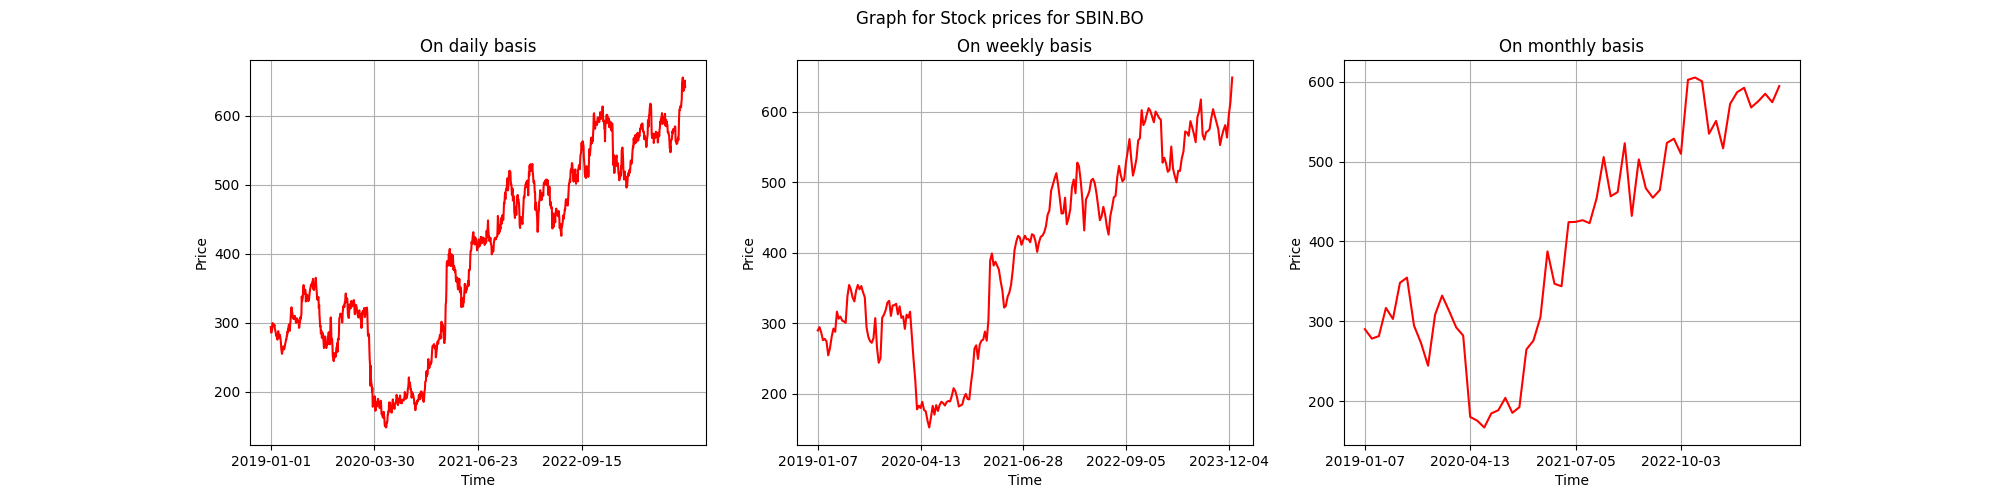 Graph for Stock prices for SBIN.BO
On daily basis
Price
600
500
400
300
200
2019-01-01 2020-03-30 2021-06-23 2022-09-15
Time
On weekly basis
Price
600
500
400
300
200
2019-01-07 2020-04-13 2021-06-28 2022-09-05 2023-12-04
Time
On monthly basis
Price
600
500
400
300
200
2019-01-07 2020-04-13 2021-07-05 2022-10-03
Time